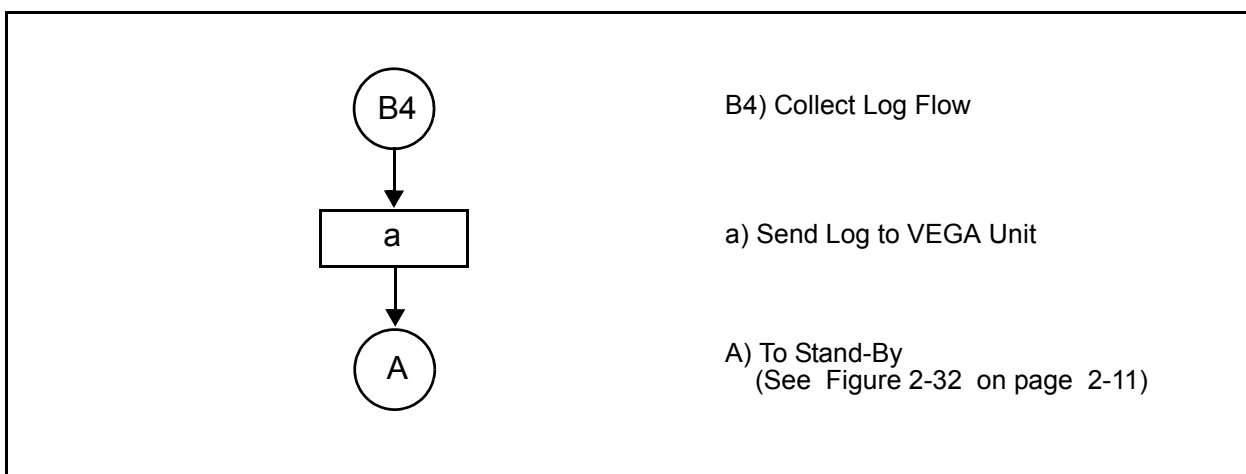 B4
B4) Collect Log Flow
a
a) Send Log to VEGA Unit
A
A) To Stand-By
(See Figure 2-32 on page 2-11)